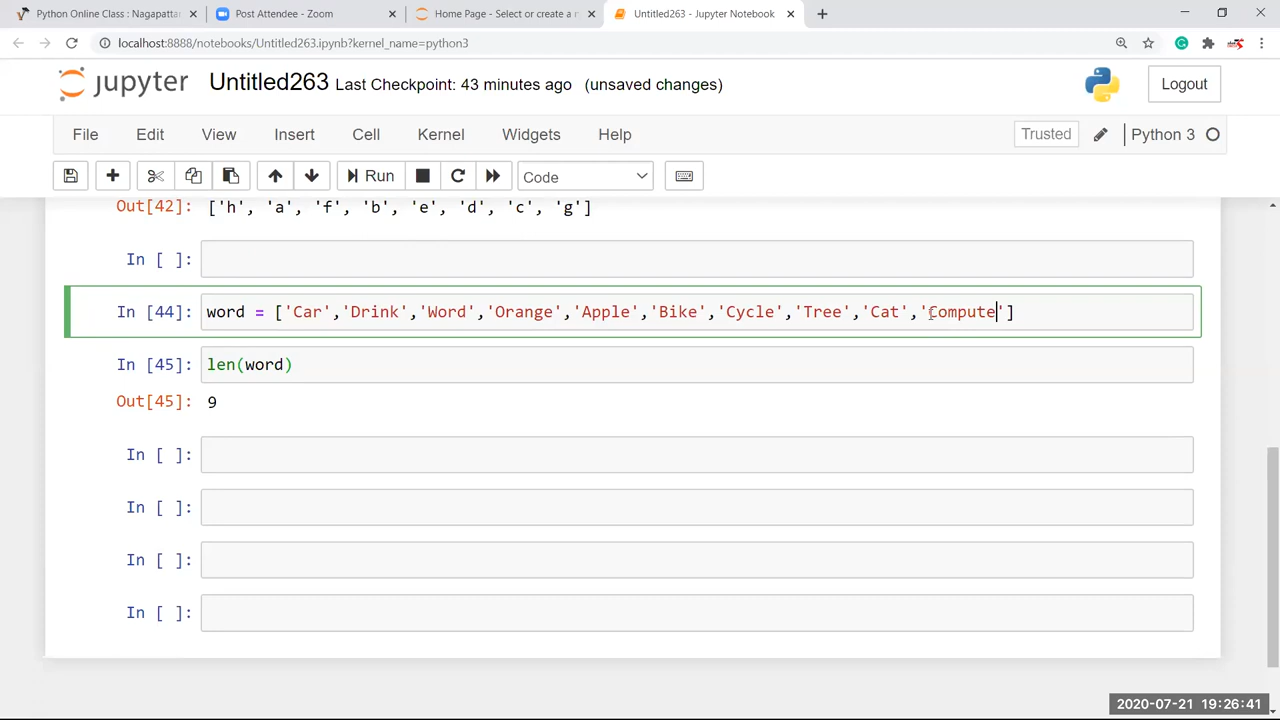 Python Online Class : Nagapattan
Post Attendee - Zoom
Home Page - Select or create a n
Untitled263 - Jupyter Notebook
localhost:8888/notebooks/Untitled263.ipynb?kernel_name=python3
jupyter Untitled263 Last Checkpoint: 43 minutes ago (unsaved changes)
Logout
File Edit View Insert Cell Kernel Widgets Help
Trusted
Python 3
Run
Code
Out[42]: ['h', 'a', 'f', 'b', 'e', 'd', 'c', 'g']
In [ ]:
In [44]: word = ['Car','Drink','Word','Orange','Apple','Bike','Cycle','Tree','Cat','Compute']
In [45]: len(word)
Out[45]: 9
In [ ]:
In [ ]:
In [ ]:
In [ ]:
2020-07-21 19:26:41